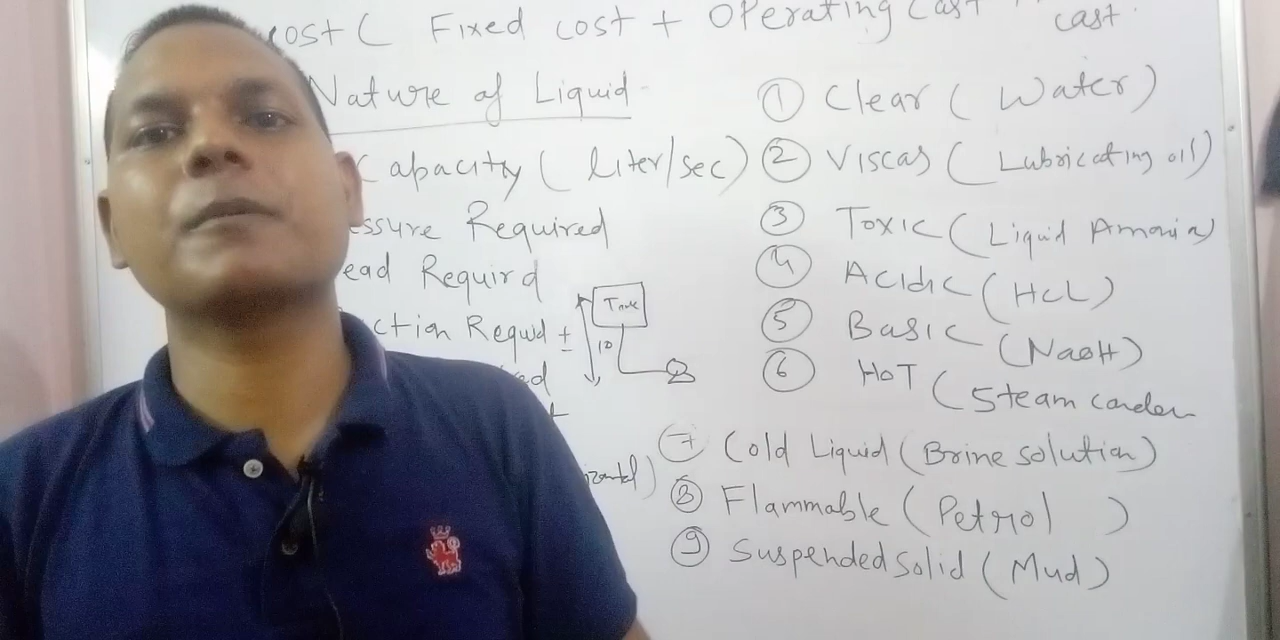 cost ( Fixed cost + Operating Cast
cast
Nature of Liquid
Capacity ( liter/sec)
essure Required
ead Requird
ction Requd ±
ed
Tank
10
① Clear ( Water )
② Viscas ( Lubricating oil )
③ Toxic ( Liquid Amonia )
④ Acidic ( HCL )
⑤ Basic ( NaOH )
⑥ HOT ( Steam conden
⑦ Cold Liquid ( Brine solution )
⑧ Flammable ( Petrol )
⑨ Suspended Solid ( Mud )